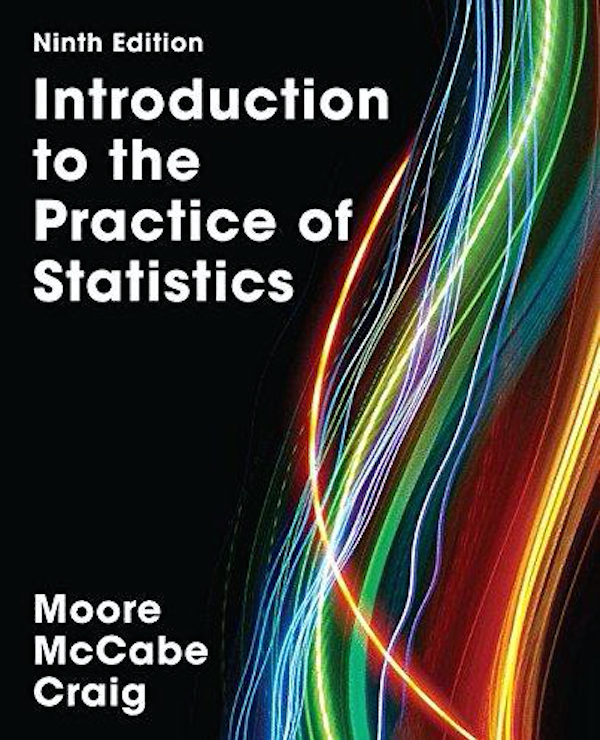 Ninth Edition
Introduction
to the
Practice of
Statistics
Moore
McCabe
Craig